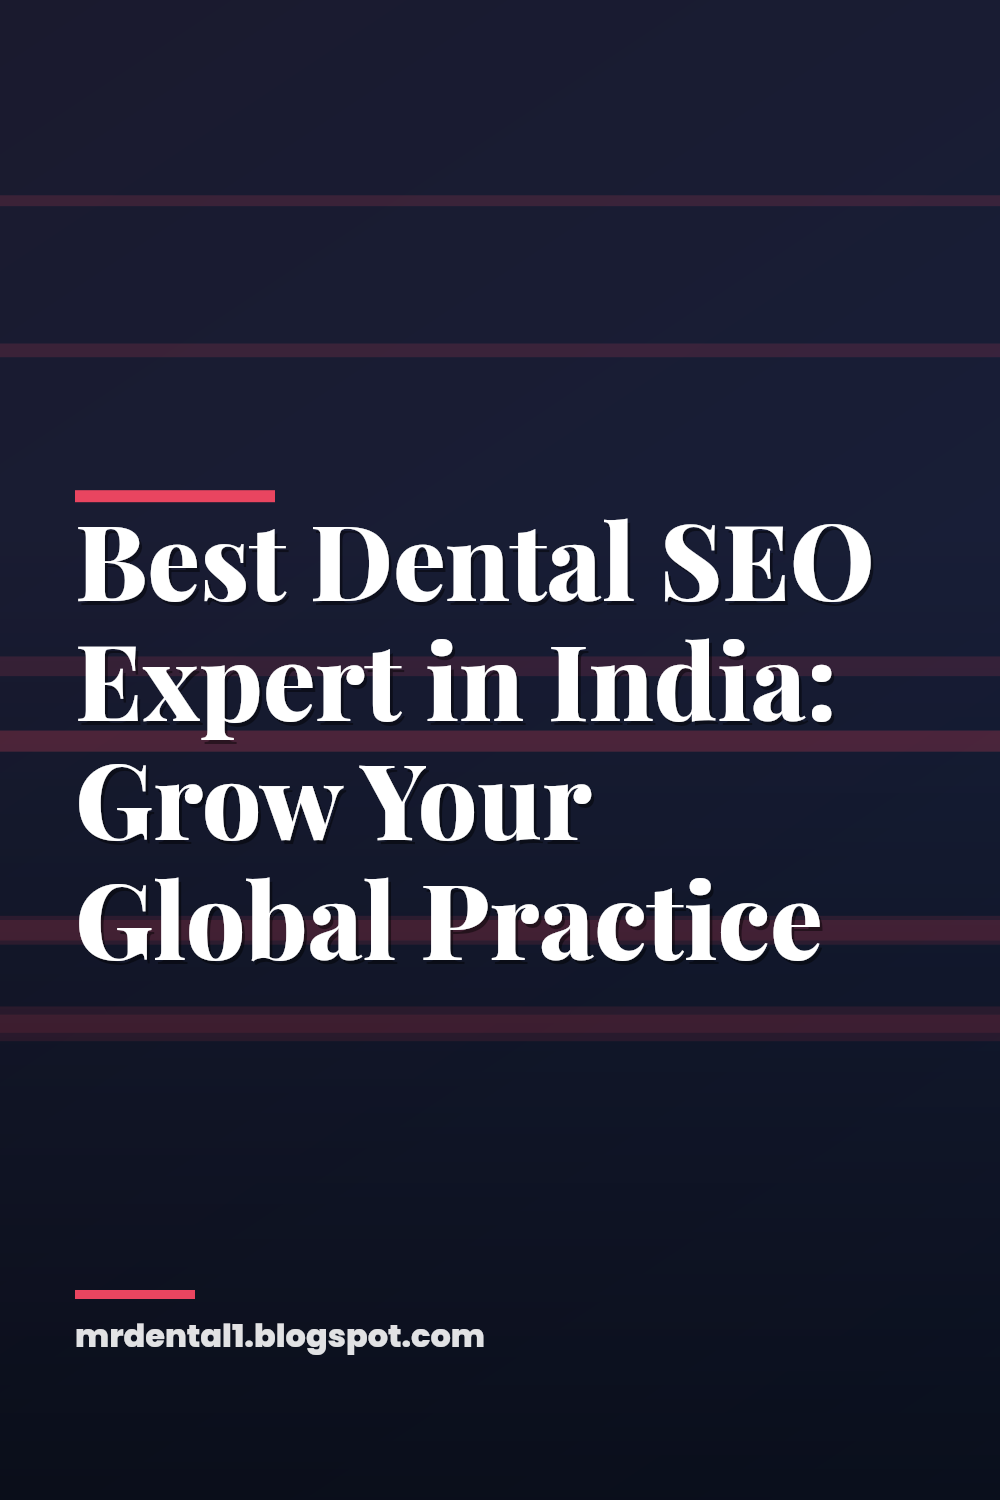 Best Dental SEO
Expert in India:
Grow Your
Global Practice
mrdental1.blogspot.com